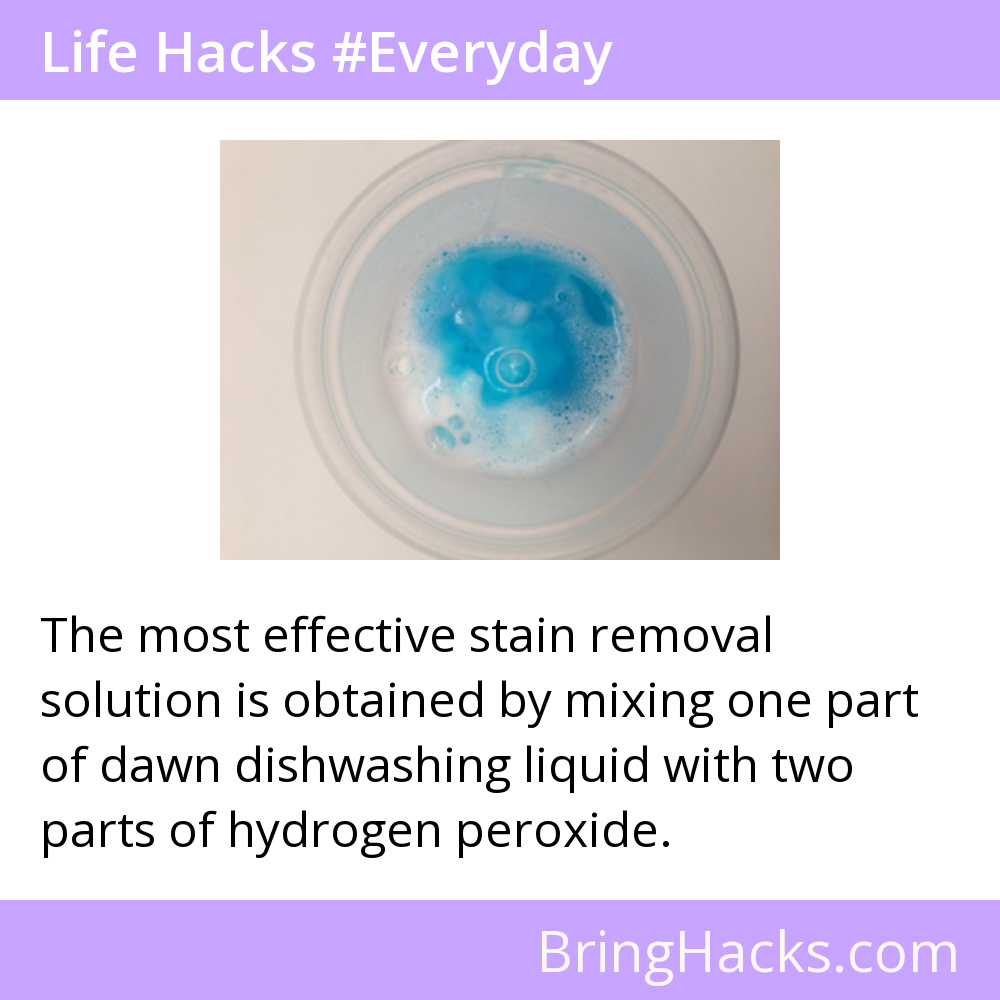 Life Hacks #Everyday
The most effective stain removal
solution is obtained by mixing one part
of dawn dishwashing liquid with two
parts of hydrogen peroxide.
BringHacks.com